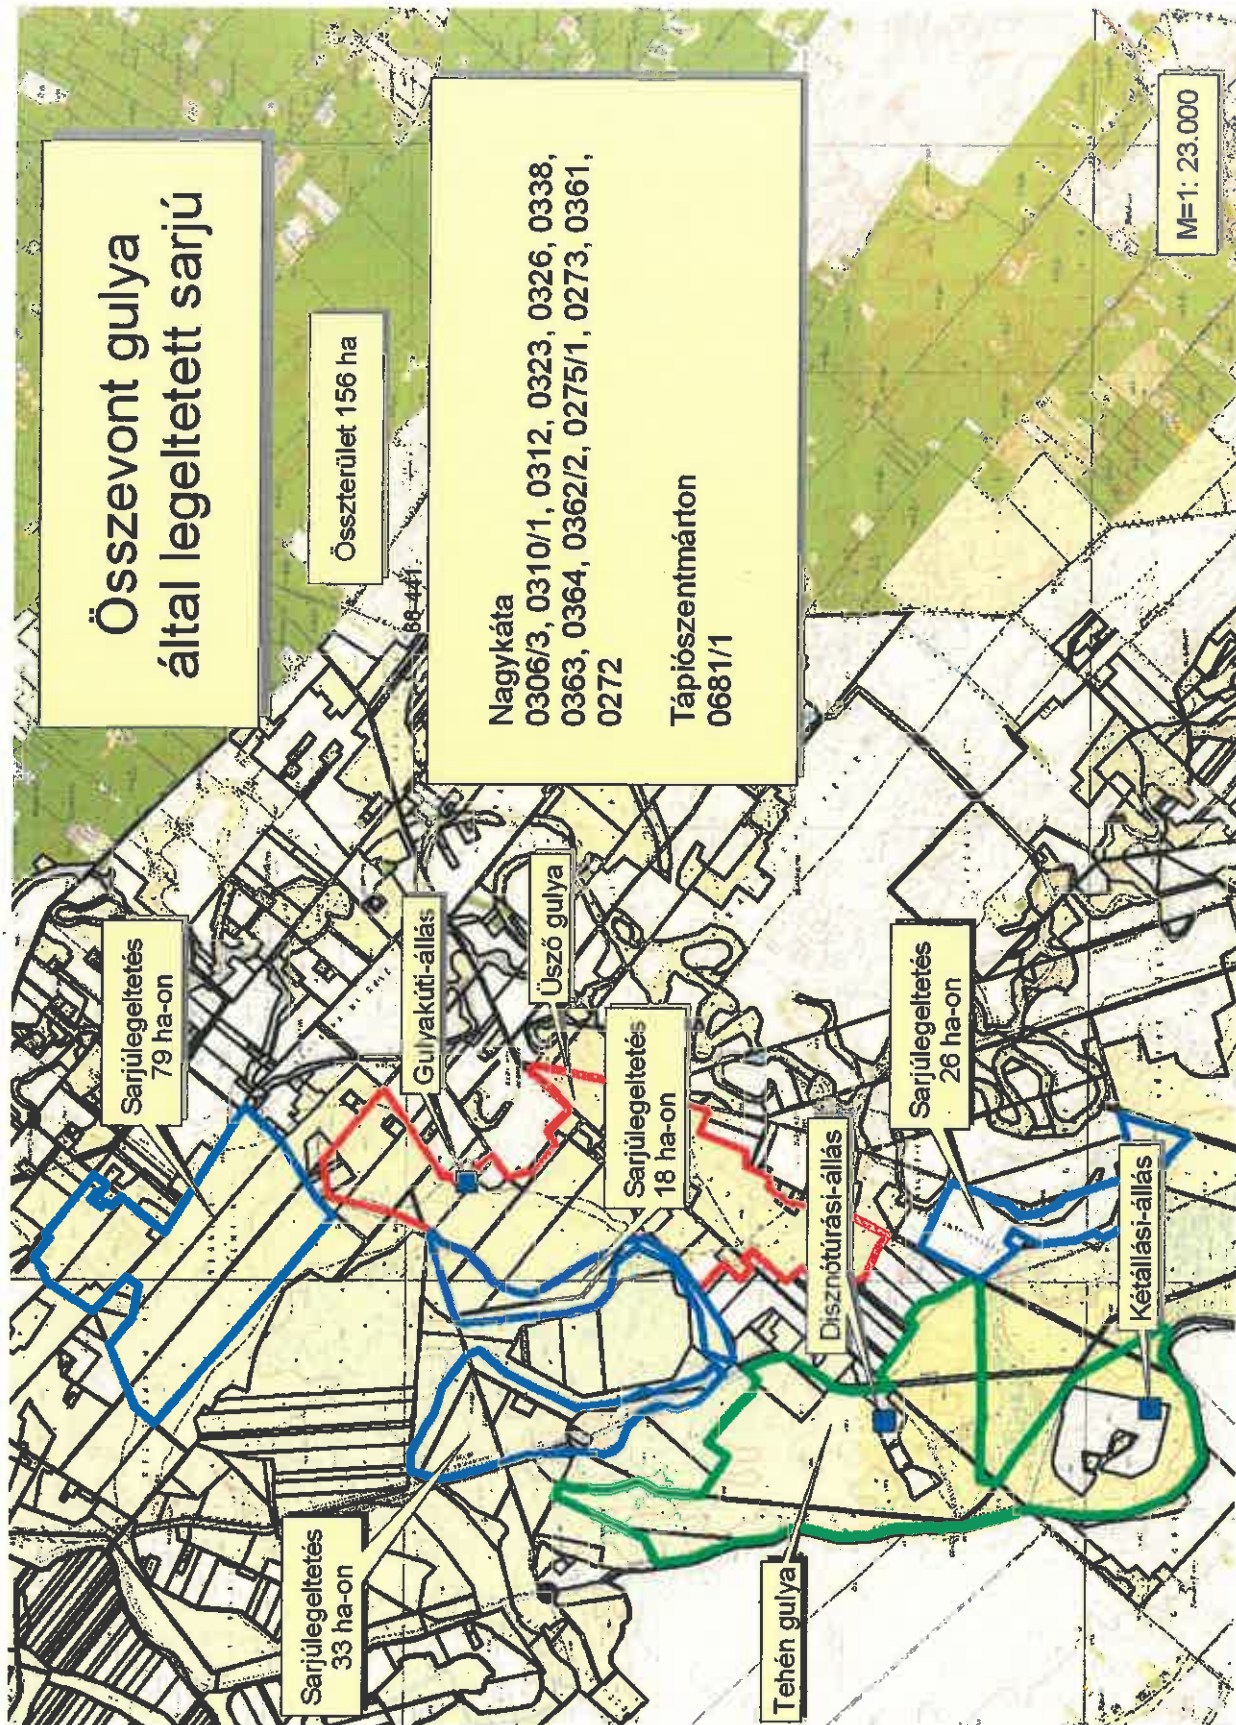 Összevont gulya
által legeltetett sarjú
Összterület 156 ha
Nagykáta
0306/3, 0310/1, 0312, 0323, 0326, 0338,
0363, 0364, 0362/2, 0275/1, 0273, 0361,
0272
Tápiószentmárton
0681/1
M=1: 23.000
Sarjúlegeltetés
79 ha-on
Gulyakúti-állás
Üsző gulya
Sarjúlegeltetés
18 ha-on
Sarjúlegeltetés
26 ha-on
Disznótúrási-állás
Kétállási-állás
Sarjúlegeltetés
33 ha-on
Tehén gulya